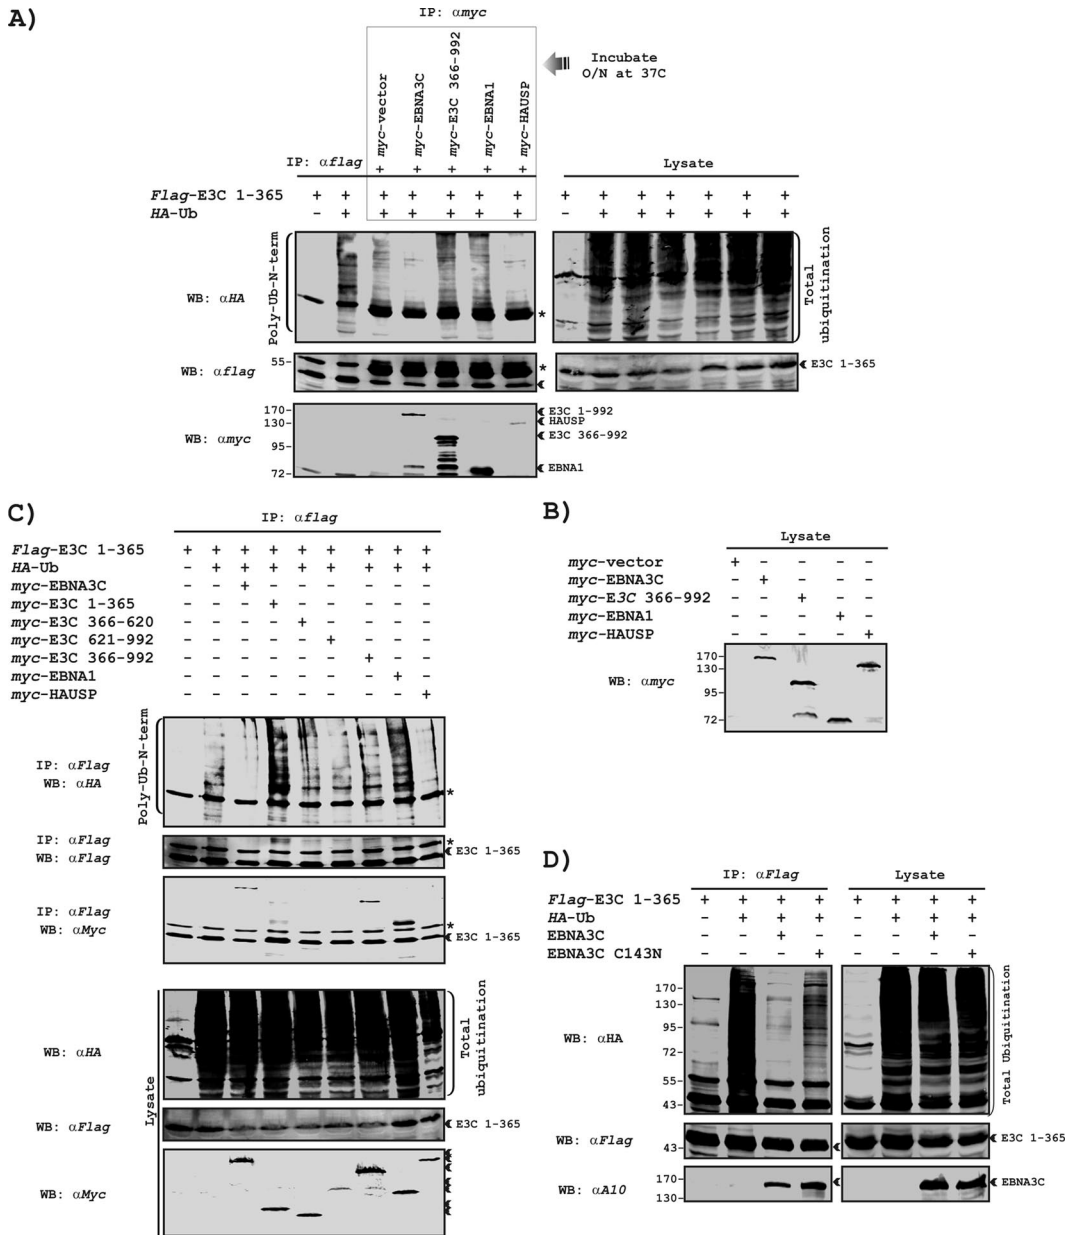 A)
IP: αmyc
Incubate
O/N at 37C
myc-vector
myc-EBNA3C
myc-E3C 366-992
myc-EBNA1
myc-HAUSP
IP: αflag
+ + + + +
Lysate
Flag-E3C 1-365 + + + + + + + + + + + + + +
HA-Ub - + + + + + + - + + + + + +
Poly-Ub-N-term
WB: αHA
*
Total
ubiquitination
55-
WB: αflag
*
E3C 1-365
170-
130-
95-
72-
WB: αmyc
E3C 1-992
HAUSP
E3C 366-992
EBNA1
C)
IP: αflag
Flag-E3C 1-365 + + + + + + + + +
HA-Ub - + + + + + + + +
myc-EBNA3C - - + - - - - - -
myc-E3C 1-365 - - - + - - - - -
myc-E3C 366-620 - - - - + - - - -
myc-E3C 621-992 - - - - - + - - -
myc-E3C 366-992 - - - - - - + - -
myc-EBNA1 - - - - - - - + -
myc-HAUSP - - - - - - - - +
Poly-Ub-N-term
IP: αFlag
WB: αHA
*
IP: αFlag
WB: αFlag
*
E3C 1-365
IP: αFlag
WB: αMyc
*
E3C 1-365
Lysate
WB: αHA
Total
ubiquitination
WB: αFlag
E3C 1-365
WB: αMyc
B)
Lysate
myc-vector + - - - -
myc-EBNA3C - + - - -
myc-E3C 366-992 - - + - -
myc-EBNA1 - - - + -
myc-HAUSP - - - - +
170-
130-
95-
72-
WB: αmyc
D)
IP: αFlag
Lysate
Flag-E3C 1-365 + + + + + + + +
HA-Ub - + + + - + + +
EBNA3C - - + - - - + -
EBNA3C C143N - - - + - - - +
170-
130-
95-
72-
55-
43-
WB: αHA
Total Ubiquitination
WB: αFlag
43-
E3C 1-365
WB: αA10
170-
130-
EBNA3C